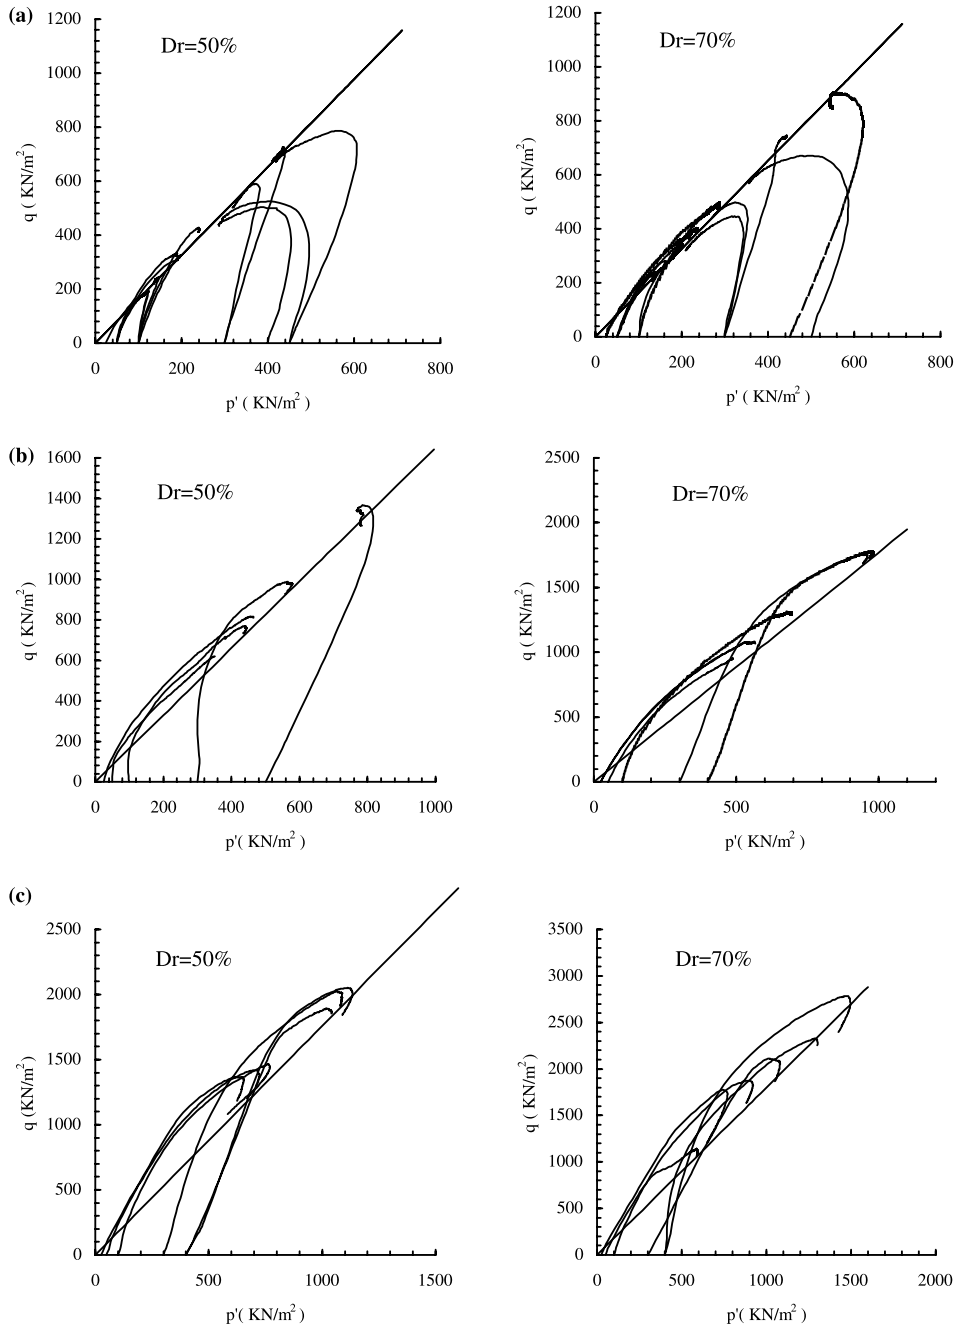 (a)
Dr=50%
1200
1000
800
600
400
200
0
q ( KN/m2 )
0 200 400 600 800
p' ( KN/m2 )
Dr=70%
1200
1000
800
600
400
200
0
q ( KN/m2 )
0 200 400 600 800
p' ( KN/m2 )
(b)
Dr=50%
1600
1400
1200
1000
800
600
400
200
0
q ( KN/m2 )
0 200 400 600 800 1000
p'( KN/m2 )
Dr=70%
2500
2000
1500
1000
500
0
q ( KN/m2 )
0 500 1000
p'( KN/m2 )
(c)
Dr=50%
2500
2000
1500
1000
500
0
q (KN/m2 )
0 500 1000 1500
p'( KN/m2 )
Dr=70%
3500
3000
2500
2000
1500
1000
500
0
q ( KN/m2 )
0 500 1000 1500 2000
p'( KN/m2 )